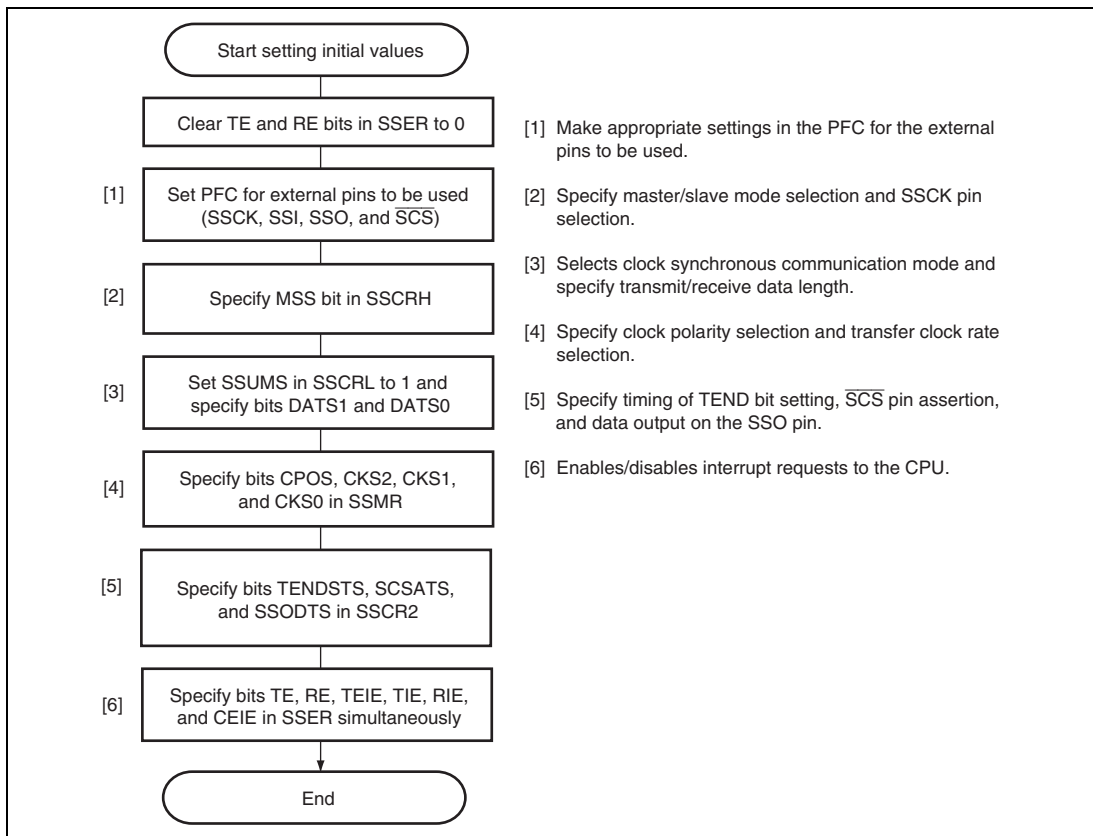 Start setting initial values
Clear TE and RE bits in SSER to 0
[1]
Set PFC for external pins to be used
(SSCK, SSI, SSO, and S̅C̅S̅)
[2]
Specify MSS bit in SSCRH
[3]
Set SSUMS in SSCRL to 1 and
specify bits DATS1 and DATS0
[4]
Specify bits CPOS, CKS2, CKS1,
and CKS0 in SSMR
[5]
Specify bits TENDSTS, SCSATS,
and SSODTS in SSCR2
[6]
Specify bits TE, RE, TEIE, TIE, RIE,
and CEIE in SSER simultaneously
End
[1] Make appropriate settings in the PFC for the external
pins to be used.
[2] Specify master/slave mode selection and SSCK pin
selection.
[3] Selects clock synchronous communication mode and
specify transmit/receive data length.
[4] Specify clock polarity selection and transfer clock rate
selection.
[5] Specify timing of TEND bit setting, S̅C̅S̅ pin assertion,
and data output on the SSO pin.
[6] Enables/disables interrupt requests to the CPU.